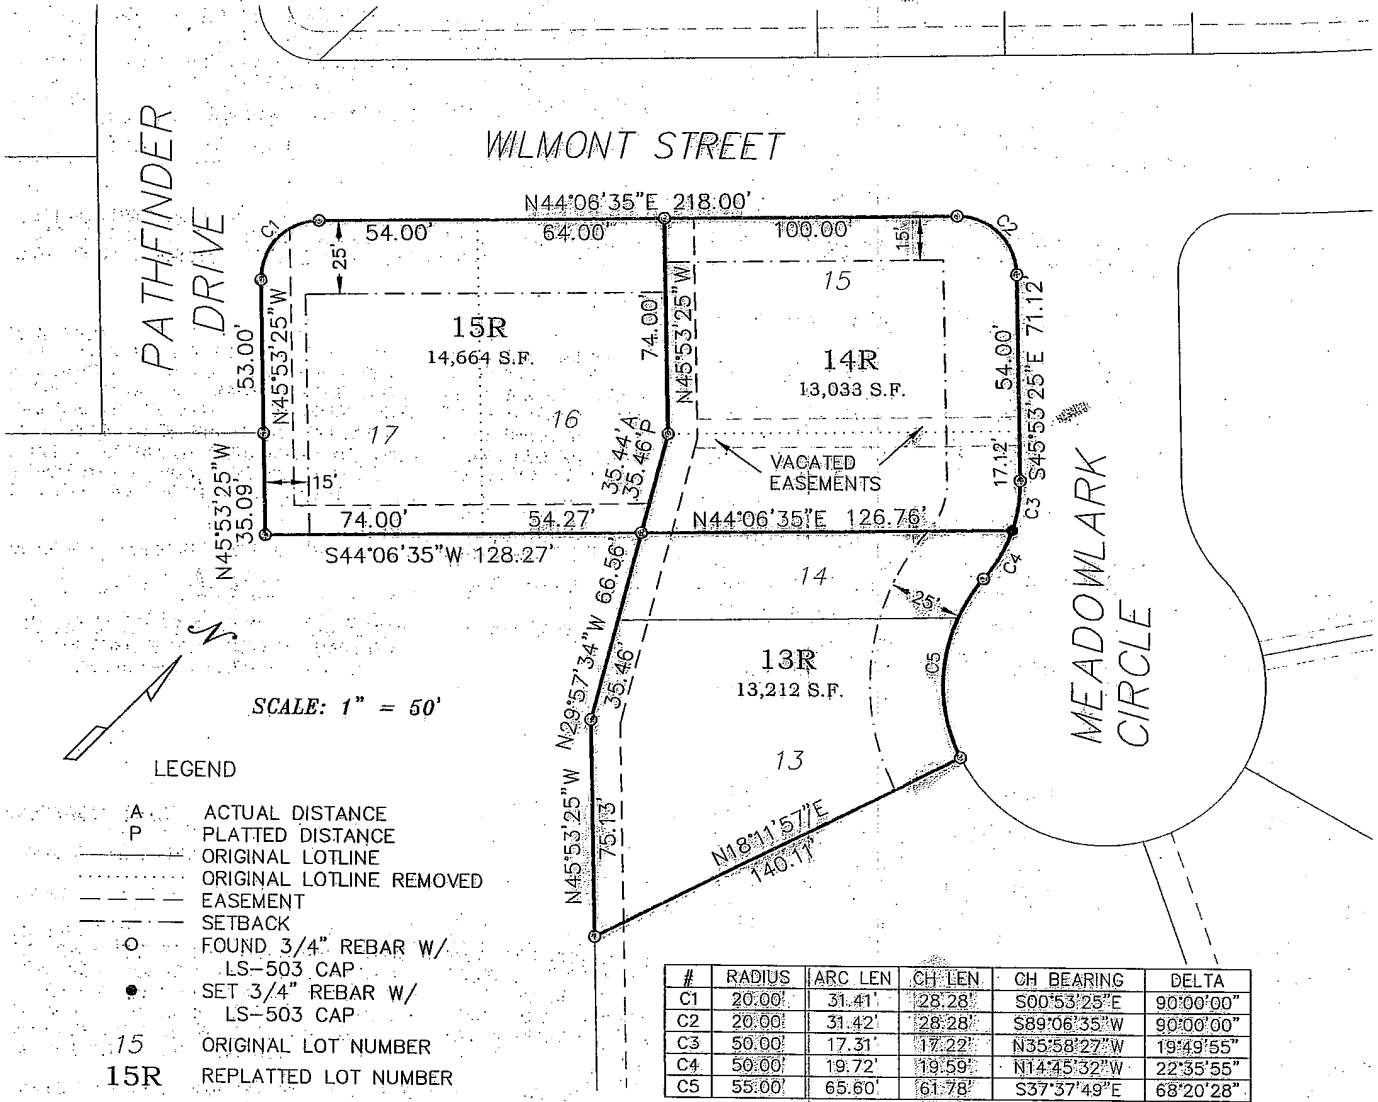 WILMONT STREET
PATHFINDER
DRIVE
N44°06'35"E 218.00'
C1
54.00'
64.00'
100.00'
C2
25'
15'
15
N45°53'25"W
53.00'
15R
14,664 S.F.
74.00'
N45°53'25"W
14R
13,033 S.F.
54.00'
S45°53'25"E 71.12'
17
16
35.44'A
35.46'P
VACATED
EASEMENTS
17.12'
C3
N45°53'25"W
35.09'
15'
74.00'
54.27'
N44°06'35"E 126.76'
S44°06'35"W 128.27'
C4
14
25'
N29°57'34"W 66.56'
35.46'
13R
13,212 S.F.
C5
MEADOWLARK
CIRCLE
N
SCALE: 1" = 50'
13
N45°53'25"W
75.13'
N18°11'57"E
140.11'
LEGEND
A ACTUAL DISTANCE
P PLATTED DISTANCE
ORIGINAL LOTLINE
ORIGINAL LOTLINE REMOVED
EASEMENT
SETBACK
FOUND 3/4" REBAR W/
LS-503 CAP
SET 3/4" REBAR W/
LS-503 CAP
15 ORIGINAL LOT NUMBER
15R REPLATTED LOT NUMBER
# RADIUS ARC LEN CH LEN CH BEARING DELTA
C1 20.00' 31.41' 28.28' S00°53'25"E 90°00'00"
C2 20.00' 31.42' 28.28' S89°06'35"W 90°00'00"
C3 50.00' 17.31' 17.22' N35°58'27"W 19°49'55"
C4 50.00' 19.72' 19.59' N14°45'32"W 22°35'55"
C5 55.00' 65.60' 61.78' S37°37'49"E 68°20'28"